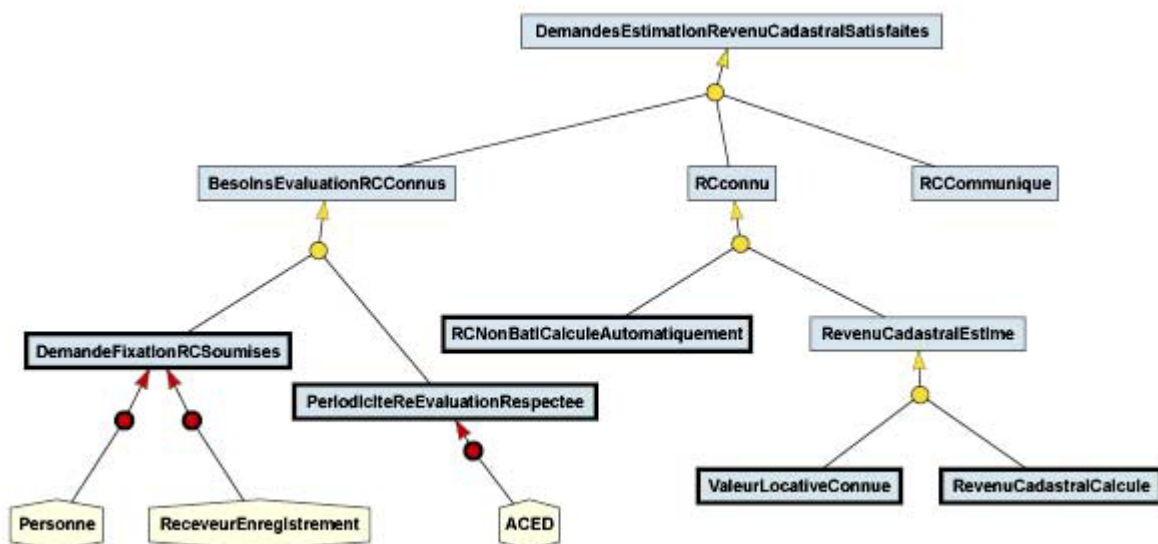 DemandesEstimationRevenuCadastralSatisfaites
BesoinsEvaluationRCConnus
RCconnu
RCCommunique
DemandeFixationRCSoumises
RCNonBatiCalculeAutomatiquement
RevenuCadastralEstime
PeriodiciteReEvaluationRespectee
ValeurLocativeConnue
RevenuCadastralCalcule
Personne
ReceveurEnregistrement
ACED